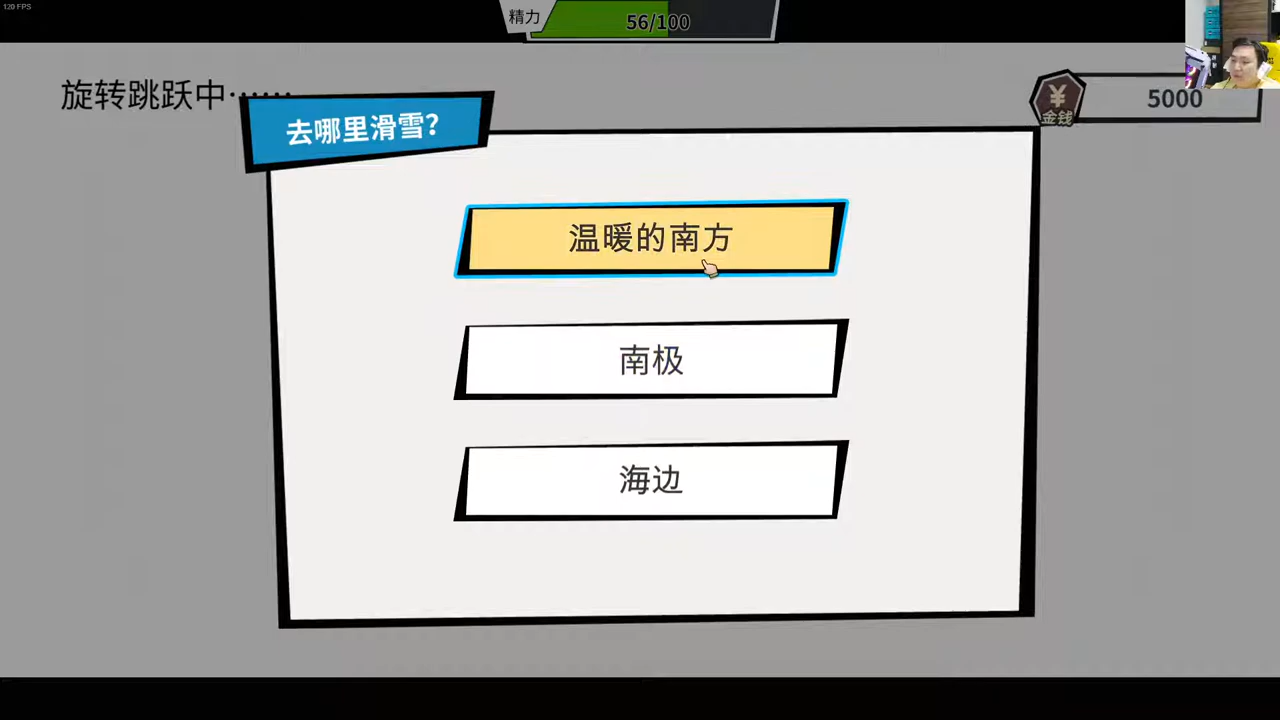 120 FPS
精力
56/100
旋转跳跃中······
¥
金钱
5000
去哪里滑雪?
温暖的南方
南极
海边